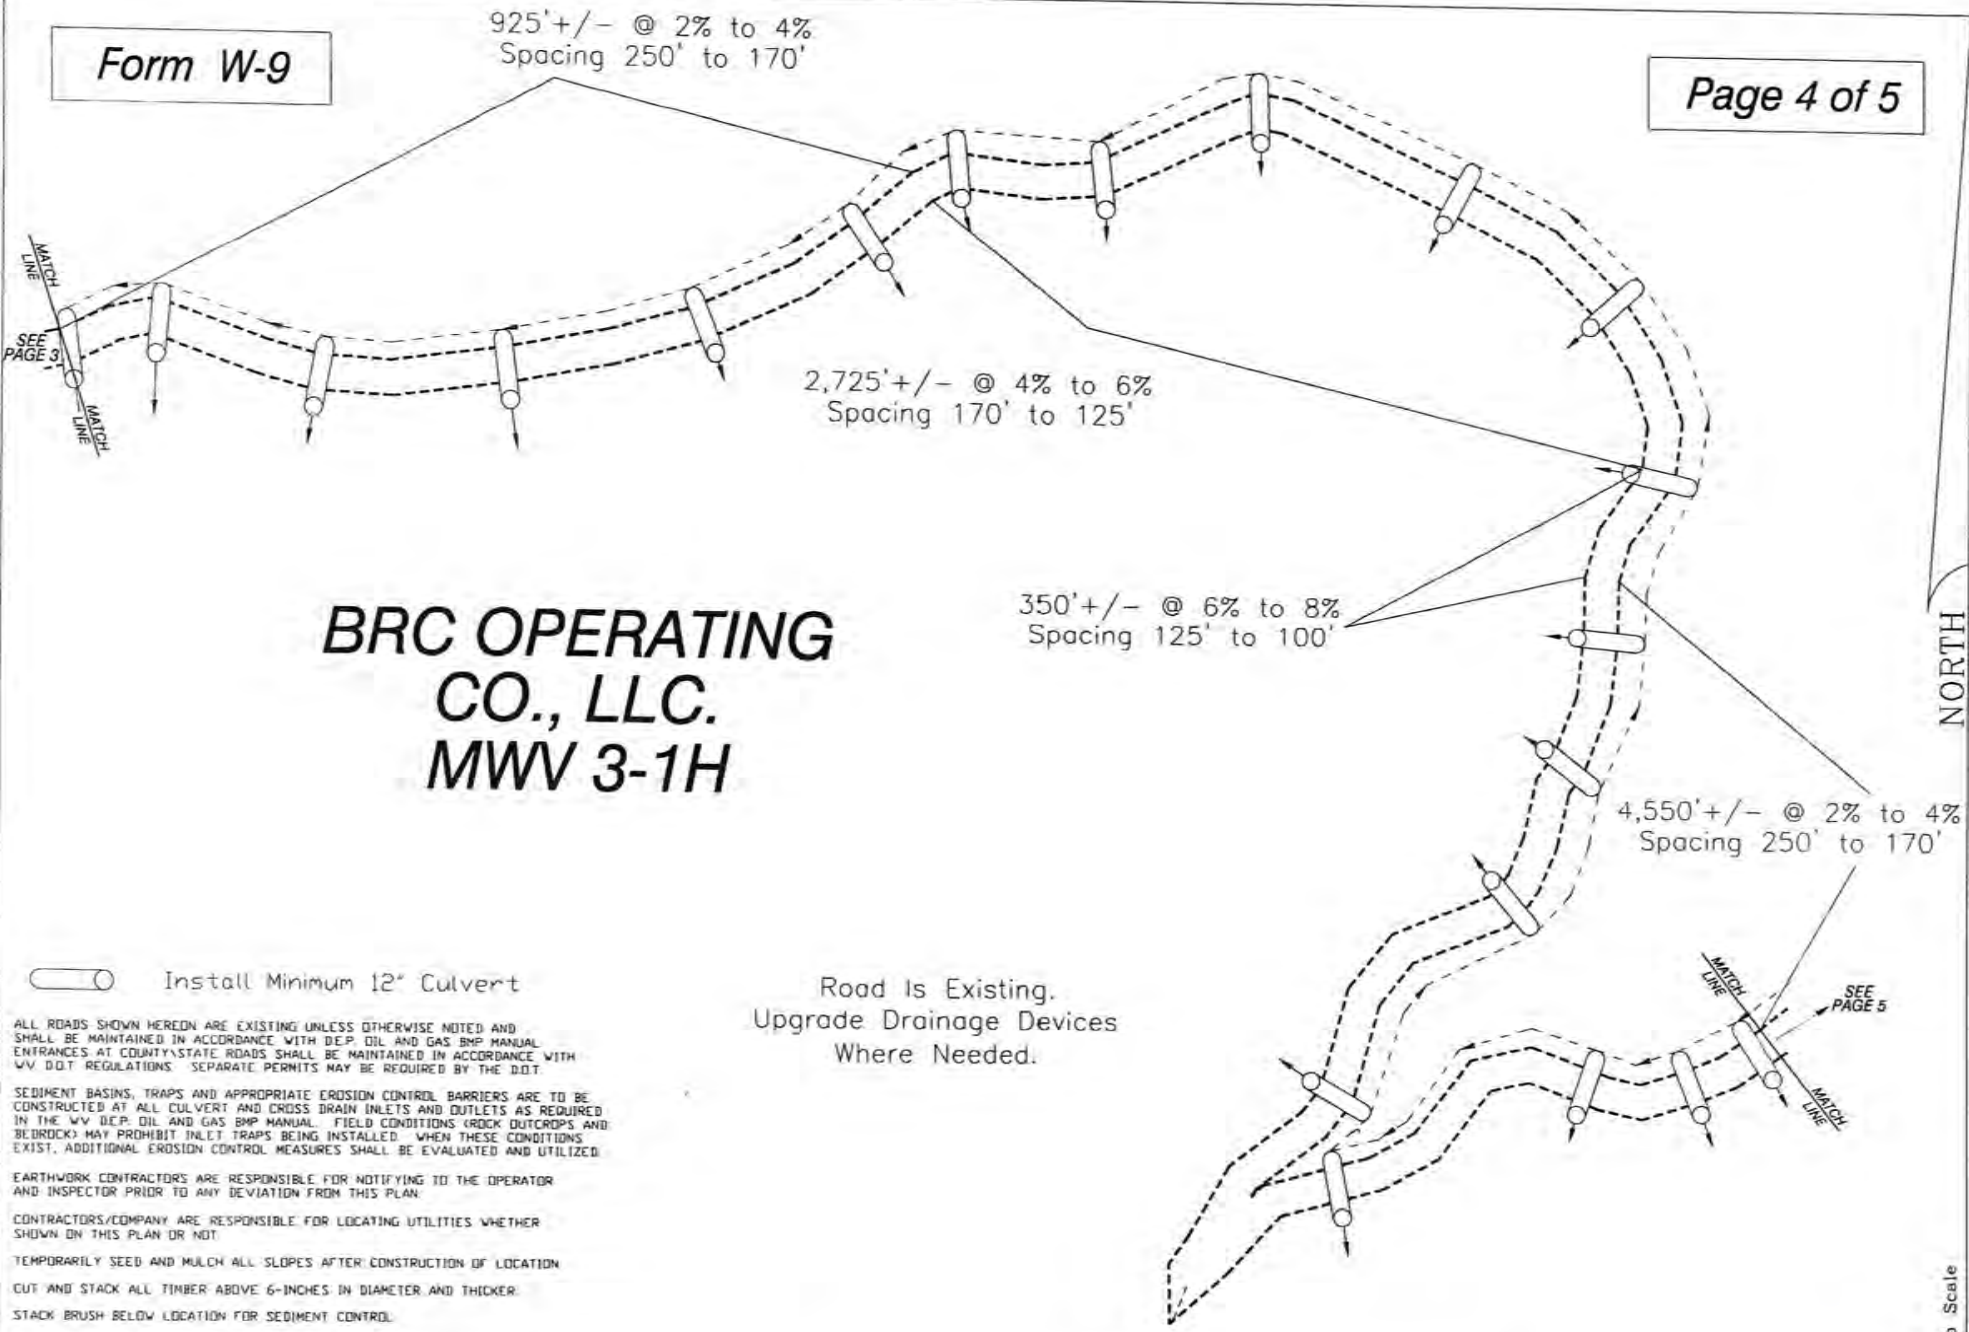 Form W-9
925'+/- @ 2% to 4%
Spacing 250' to 170'
Page 4 of 5
MATCH
LINE
SEE
PAGE 3
MATCH
LINE
2,725'+/- @ 4% to 6%
Spacing 170' to 125'
350'+/- @ 6% to 8%
Spacing 125' to 100'
NORTH
BRC OPERATING
CO., LLC.
MWV 3-1H
4,550'+/- @ 2% to 4%
Spacing 250' to 170'
MATCH
LINE
SEE
PAGE 5
MATCH
LINE
Install Minimum 12" Culvert
Road Is Existing.
Upgrade Drainage Devices
Where Needed.
ALL ROADS SHOWN HEREON ARE EXISTING UNLESS OTHERWISE NOTED AND
SHALL BE MAINTAINED IN ACCORDANCE WITH D.E.P. OIL AND GAS BMP MANUAL
ENTRANCES AT COUNTY\STATE ROADS SHALL BE MAINTAINED IN ACCORDANCE WITH
WV D.O.T REGULATIONS SEPARATE PERMITS MAY BE REQUIRED BY THE D.O.T
SEDIMENT BASINS, TRAPS AND APPROPRIATE EROSION CONTROL BARRIERS ARE TO BE
CONSTRUCTED AT ALL CULVERT AND CROSS DRAIN INLETS AND OUTLETS AS REQUIRED
IN THE WV D.E.P. OIL AND GAS BMP MANUAL. FIELD CONDITIONS (ROCK OUTCROPS AND
BEDROCK) MAY PROHIBIT INLET TRAPS BEING INSTALLED. WHEN THESE CONDITIONS
EXIST, ADDITIONAL EROSION CONTROL MEASURES SHALL BE EVALUATED AND UTILIZED
EARTHWORK CONTRACTORS ARE RESPONSIBLE FOR NOTIFYING TO THE OPERATOR
AND INSPECTOR PRIOR TO ANY DEVIATION FROM THIS PLAN.
CONTRACTORS/COMPANY ARE RESPONSIBLE FOR LOCATING UTILITIES WHETHER
SHOWN ON THIS PLAN OR NOT
TEMPORARILY SEED AND MULCH ALL SLOPES AFTER CONSTRUCTION OF LOCATION
CUT AND STACK ALL TIMBER ABOVE 6-INCHES IN DIAMETER AND THICKER.
STACK BRUSH BELOW LOCATION FOR SEDIMENT CONTROL
Scale